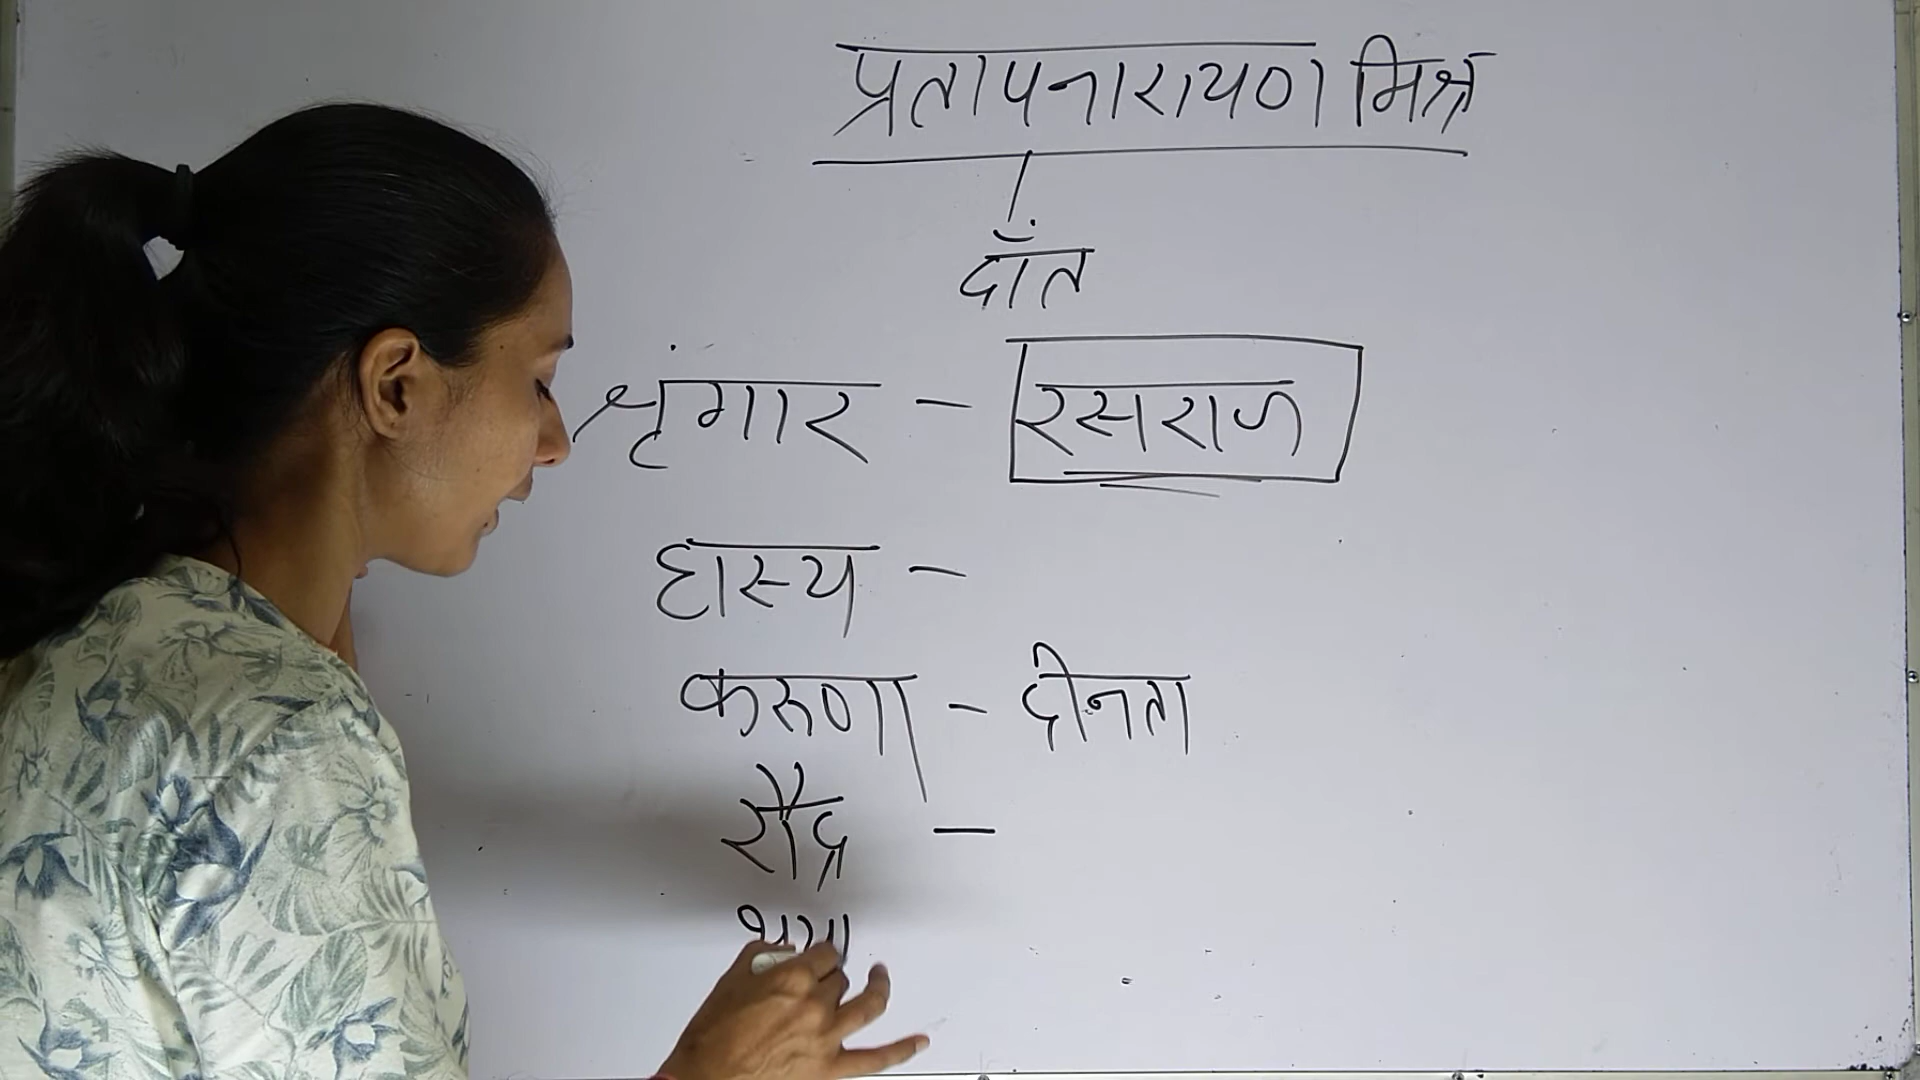 प्रतापनारायण मिश्र
दाँत
शृंगार - रसराज
हास्य -
करुणा - दीनता
रौद्र -